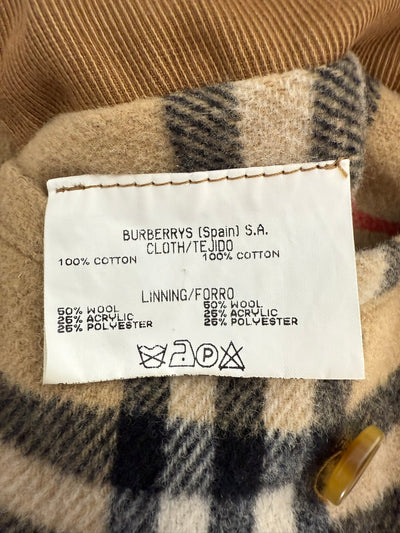 BURBERRYS (Spain) S.A.
CLOTH/TEJIDO
100% COTTON 100% COTTON
LINNING/FORRO
50% WOOL 50% WOOL
25% ACRYLIC 25% ACRYLIC
25% POLYESTER 25% POLYESTER
P